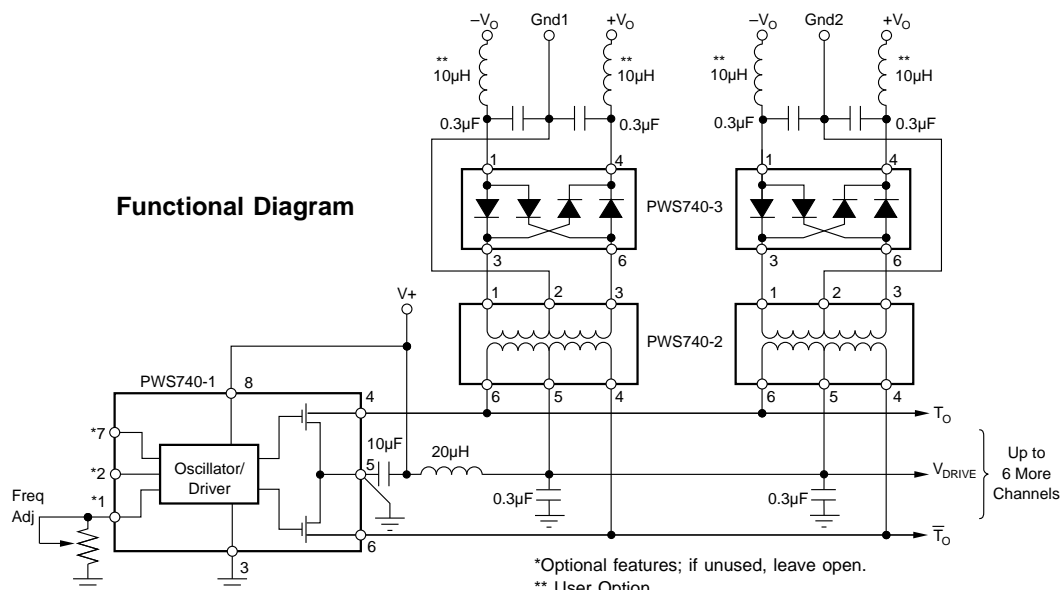 –VO Gnd1 +VO –VO Gnd2 +VO
** ** ** **
10µH 10µH 10µH 10µH
0.3µF 0.3µF 0.3µF 0.3µF
1 4 1 4
Functional Diagram
PWS740-3
3 6 3 6
1 2 3 1 2 3
V+
PWS740-2
PWS740-1
8
6 5 4 6 5 4
4
TO
*7
10µF
20µH
Oscillator/
Driver
5
*2
VDRIVE
Up to
6 More
Channels
Freq
Adj
*1
0.3µF 0.3µF
6
T̅O
3
*Optional features; if unused, leave open.
** User Option